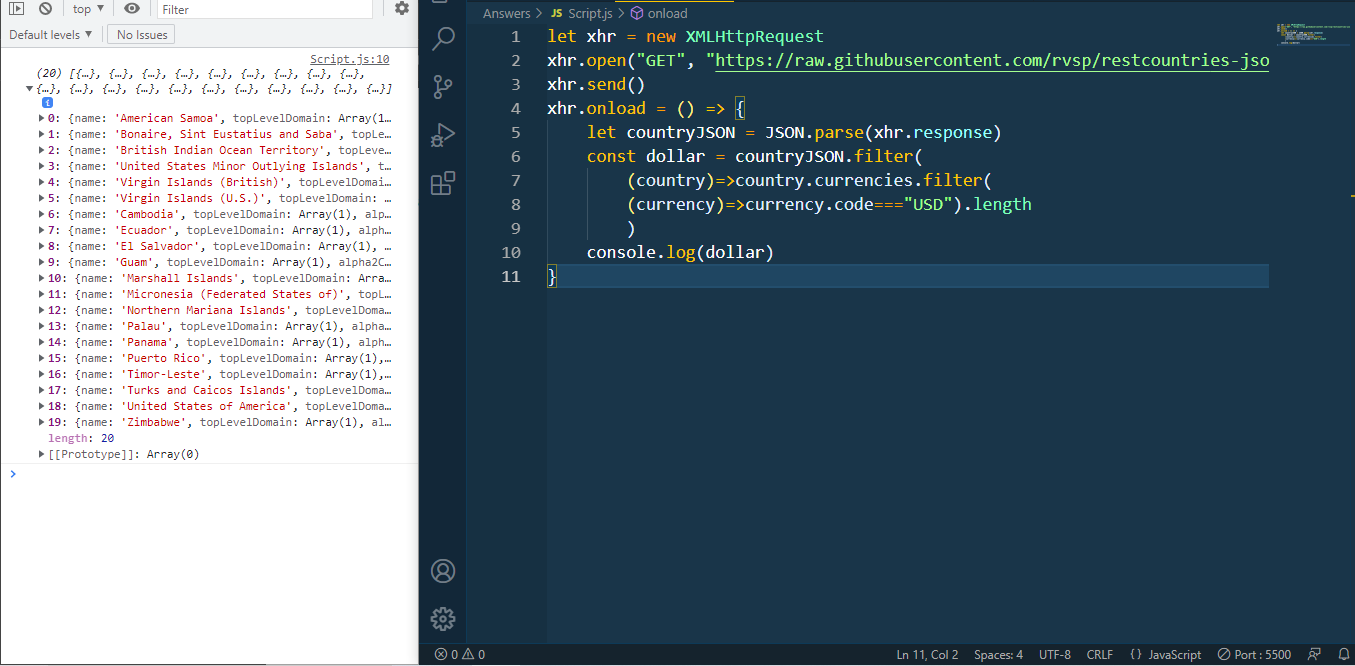 top ▼
Filter
Default levels ▼
No Issues
Script.js:10
(20) [{…}, {…}, {…}, {…}, {…}, {…}, {…}, {…}, {…},
▼{…}, {…}, {…}, {…}, {…}, {…}, {…}, {…}, {…}, {…}, {…}]
i
▶0: {name: 'American Samoa', topLevelDomain: Array(1…
▶1: {name: 'Bonaire, Sint Eustatius and Saba', topLe…
▶2: {name: 'British Indian Ocean Territory', topLeve…
▶3: {name: 'United States Minor Outlying Islands', t…
▶4: {name: 'Virgin Islands (British)', topLevelDomai…
▶5: {name: 'Virgin Islands (U.S.)', topLevelDomain: …
▶6: {name: 'Cambodia', topLevelDomain: Array(1), alp…
▶7: {name: 'Ecuador', topLevelDomain: Array(1), alph…
▶8: {name: 'El Salvador', topLevelDomain: Array(1), …
▶9: {name: 'Guam', topLevelDomain: Array(1), alpha2C…
▶10: {name: 'Marshall Islands', topLevelDomain: Arra…
▶11: {name: 'Micronesia (Federated States of)', topL…
▶12: {name: 'Northern Mariana Islands', topLevelDoma…
▶13: {name: 'Palau', topLevelDomain: Array(1), alpha…
▶14: {name: 'Panama', topLevelDomain: Array(1), alph…
▶15: {name: 'Puerto Rico', topLevelDomain: Array(1),…
▶16: {name: 'Timor-Leste', topLevelDomain: Array(1),…
▶17: {name: 'Turks and Caicos Islands', topLevelDoma…
▶18: {name: 'United States of America', topLevelDoma…
▶19: {name: 'Zimbabwe', topLevelDomain: Array(1), al…
length: 20
▶[[Prototype]]: Array(0)
>
Answers > JS Script.js > onload
1 let xhr = new XMLHttpRequest
2 xhr.open("GET", "https://raw.githubusercontent.com/rvsp/restcountries-jso
3 xhr.send()
4 xhr.onload = () => {
5 let countryJSON = JSON.parse(xhr.response)
6 const dollar = countryJSON.filter(
7 (country)=>country.currencies.filter(
8 (currency)=>currency.code==="USD").length
9 )
10 console.log(dollar)
11 }
0 0
Ln 11, Col 2
Spaces: 4
UTF-8
CRLF
{} JavaScript
Port : 5500